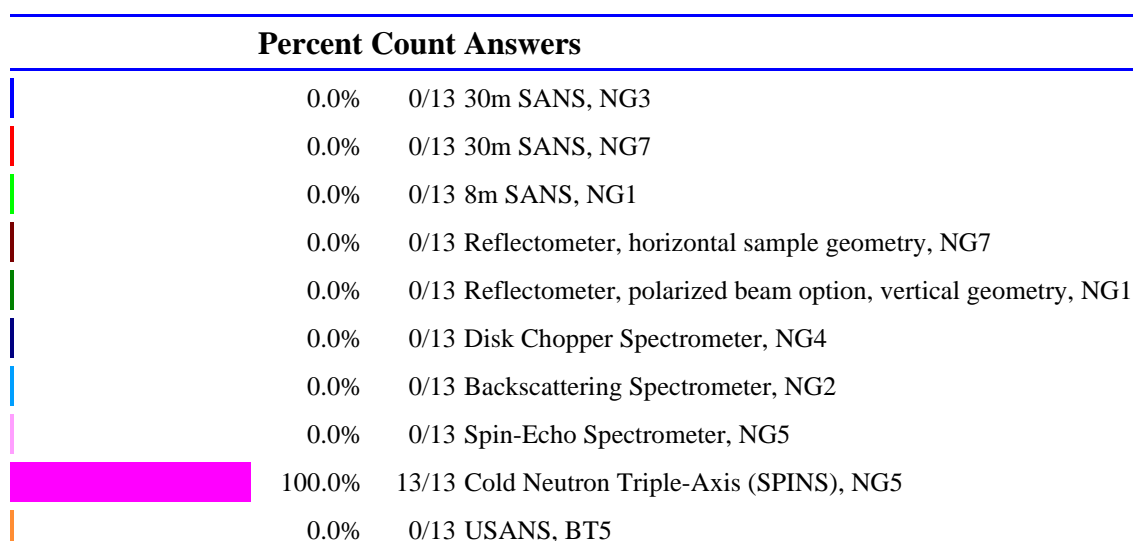 Percent Count Answers
0.0% 0/13 30m SANS, NG3
0.0% 0/13 30m SANS, NG7
0.0% 0/13 8m SANS, NG1
0.0% 0/13 Reflectometer, horizontal sample geometry, NG7
0.0% 0/13 Reflectometer, polarized beam option, vertical geometry, NG1
0.0% 0/13 Disk Chopper Spectrometer, NG4
0.0% 0/13 Backscattering Spectrometer, NG2
0.0% 0/13 Spin-Echo Spectrometer, NG5
100.0% 13/13 Cold Neutron Triple-Axis (SPINS), NG5
0.0% 0/13 USANS, BT5